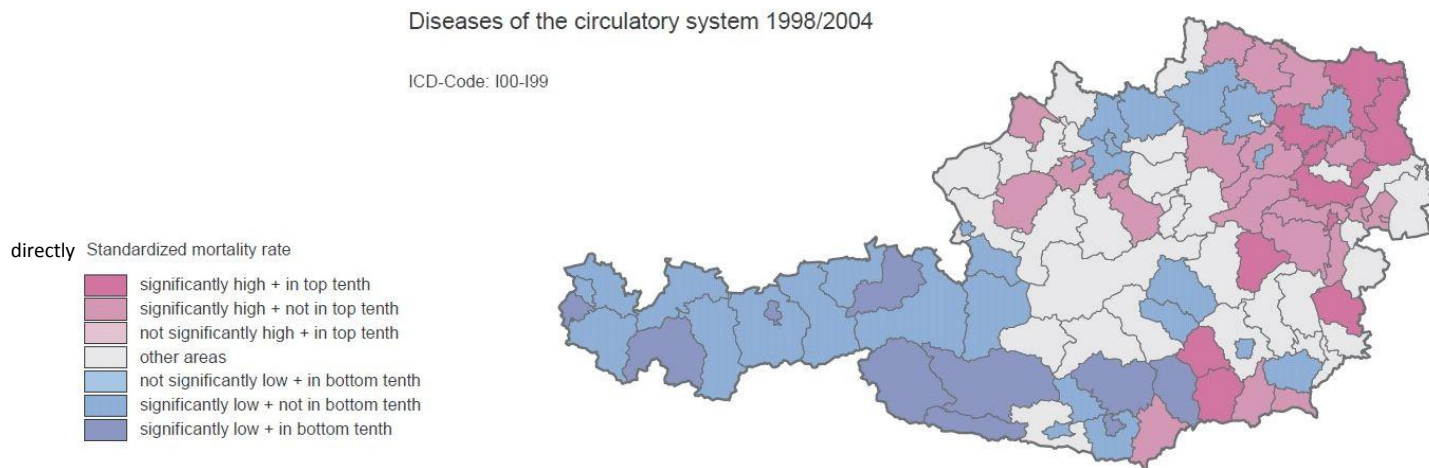 Diseases of the circulatory system 1998/2004
ICD-Code: I00-I99
directly Standardized mortality rate
significantly high + in top tenth
significantly high + not in top tenth
not significantly high + in top tenth
other areas
not significantly low + in bottom tenth
significantly low + not in bottom tenth
significantly low + in bottom tenth